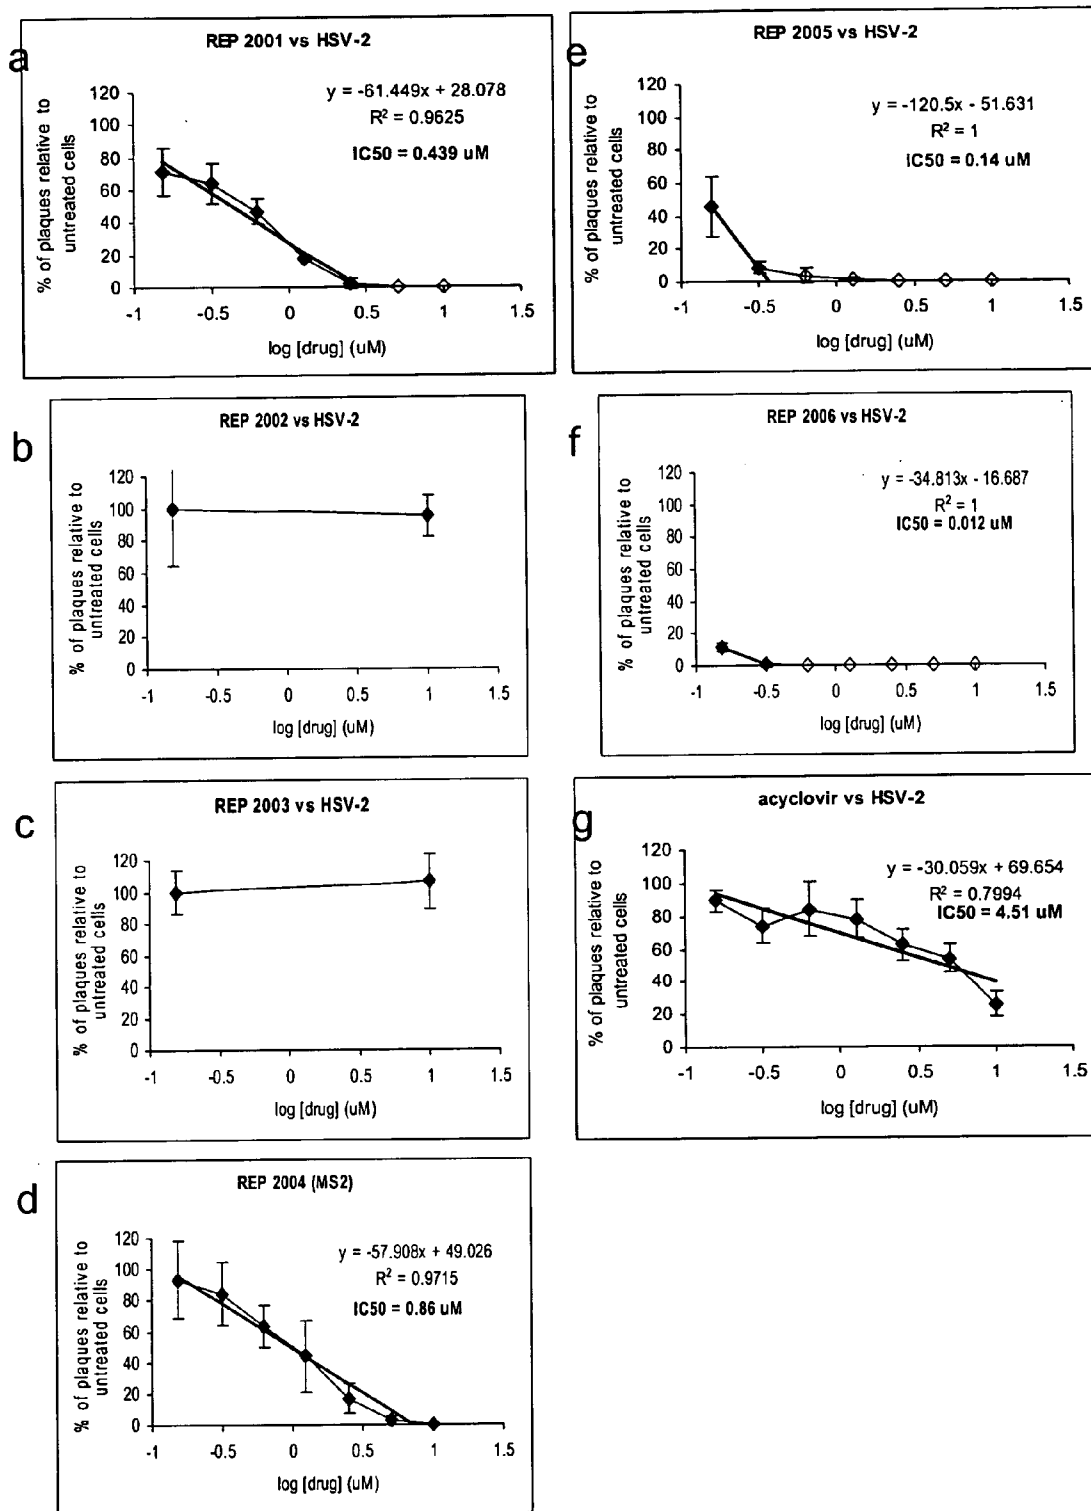 a
REP 2001 vs HSV-2
% of plaques relative to
untreated cells
120
100
80
60
40
20
0
y = -61.449x + 28.078
R² = 0.9625
IC50 = 0.439 uM
-1
-0.5
0
0.5
1
1.5
log [drug] (uM)
e
REP 2005 vs HSV-2
% of plaques relative to
untreated cells
120
100
80
60
40
20
0
y = -120.5x - 51.631
R² = 1
IC50 = 0.14 uM
-1
-0.5
0
0.5
1
1.5
log [drug] (uM)
b
REP 2002 vs HSV-2
% of plaques relative to
untreated cells
120
100
80
60
40
20
0
-1
-0.5
0
0.5
1
1.5
log [drug] (uM)
f
REP 2006 vs HSV-2
% of plaques relative to
untreated cells
120
100
80
60
40
20
0
y = -34.813x - 16.687
R² = 1
IC50 = 0.012 uM
-1
-0.5
0
0.5
1
1.5
log [drug] (uM)
c
REP 2003 vs HSV-2
% of plaques relative to
untreated cells
120
100
80
60
40
20
0
-1
-0.5
0
0.5
1
1.5
log [drug] (uM)
g
acyclovir vs HSV-2
% of plaques relative to
untreated cells
120
100
80
60
40
20
0
y = -30.059x + 69.654
R² = 0.7994
IC50 = 4.51 uM
-1
-0.5
0
0.5
1
1.5
log [drug] (uM)
d
REP 2004 (MS2)
% of plaques relative to
untreated cells
120
100
80
60
40
20
0
y = -57.908x + 49.026
R² = 0.9715
IC50 = 0.86 uM
-1
-0.5
0
0.5
1
1.5
log [drug] (uM)